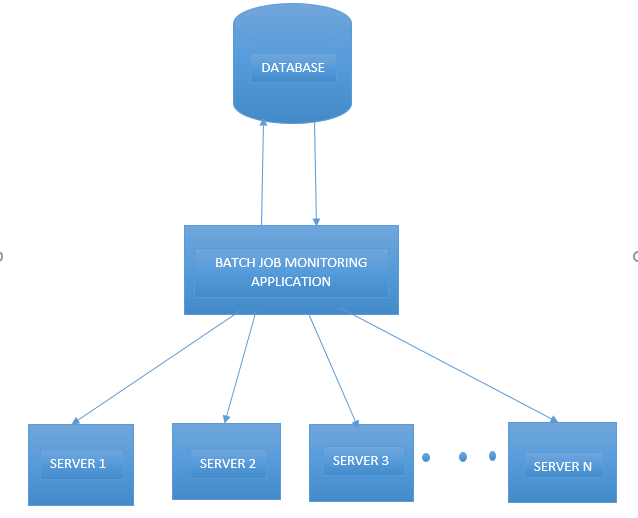 DATABASE
BATCH JOB MONITORING
APPLICATION
SERVER 1
SERVER 2
SERVER 3
SERVER N